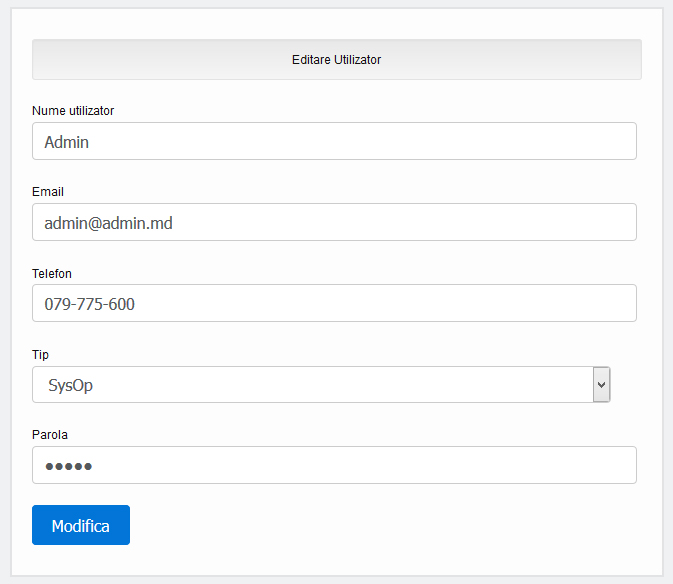 Editare Utilizator
Nume utilizator
Admin
Email
admin@admin.md
Telefon
079-775-600
Tip
SysOp
Parola
●●●●●
Modifica